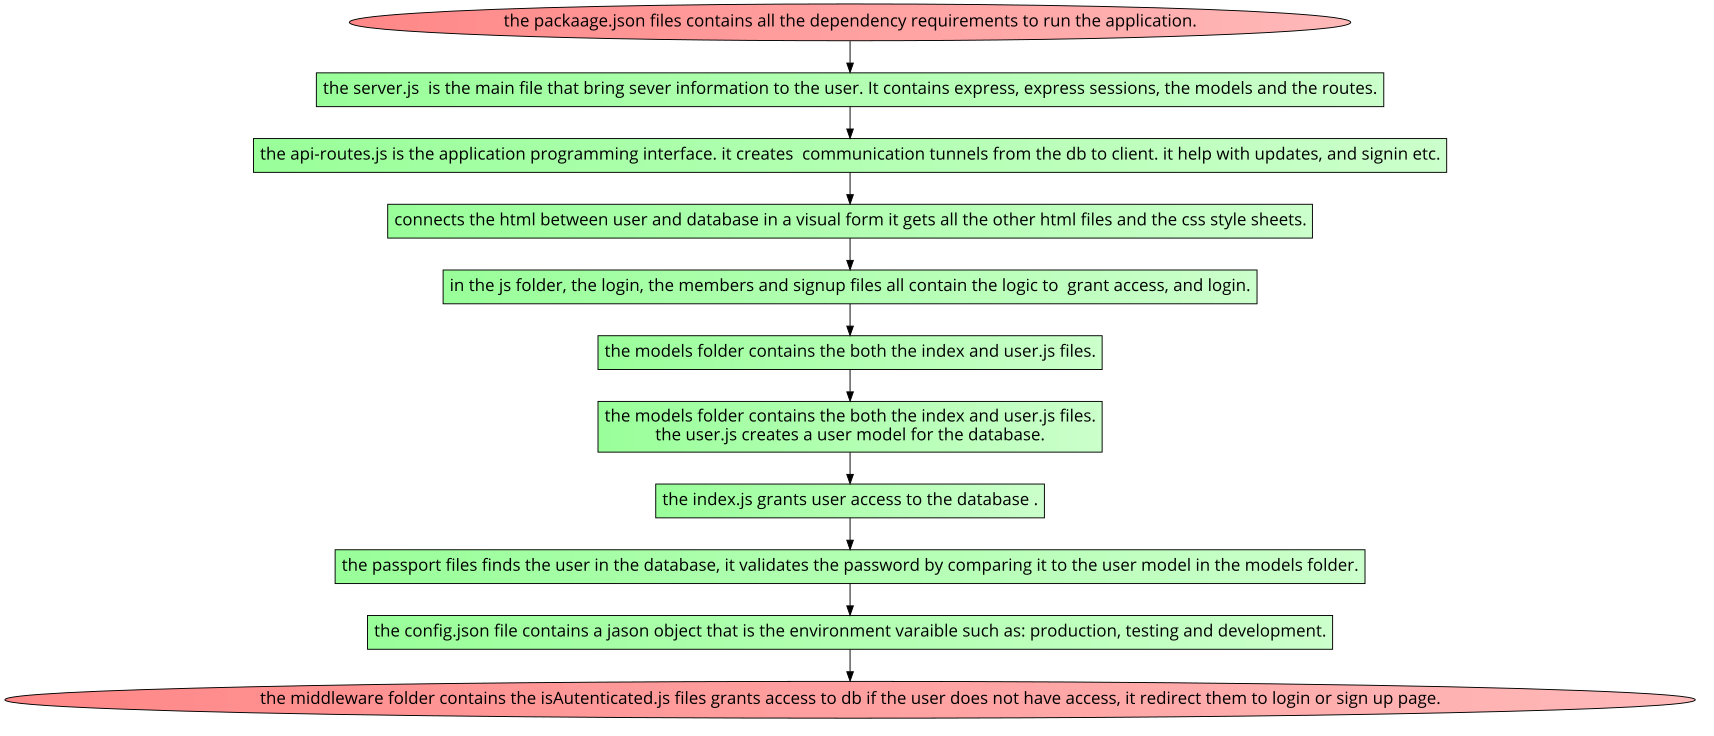 the packaage.json files contains all the dependency requirements to run the application.
the server.js  is the main file that bring sever information to the user. It contains express, express sessions, the models and the routes.
the api-routes.js is the application programming interface. it creates  communication tunnels from the db to client. it help with updates, and signin etc.
connects the html between user and database in a visual form it gets all the other html files and the css style sheets.
in the js folder, the login, the members and signup files all contain the logic to  grant access, and login.
the models folder contains the both the index and user.js files.
the models folder contains the both the index and user.js files.
the user.js creates a user model for the database.
the index.js grants user access to the database .
the passport files finds the user in the database, it validates the password by comparing it to the user model in the models folder.
the config.json file contains a jason object that is the environment varaible such as: production, testing and development.
the middleware folder contains the isAutenticated.js files grants access to db if the user does not have access, it redirect them to login or sign up page.